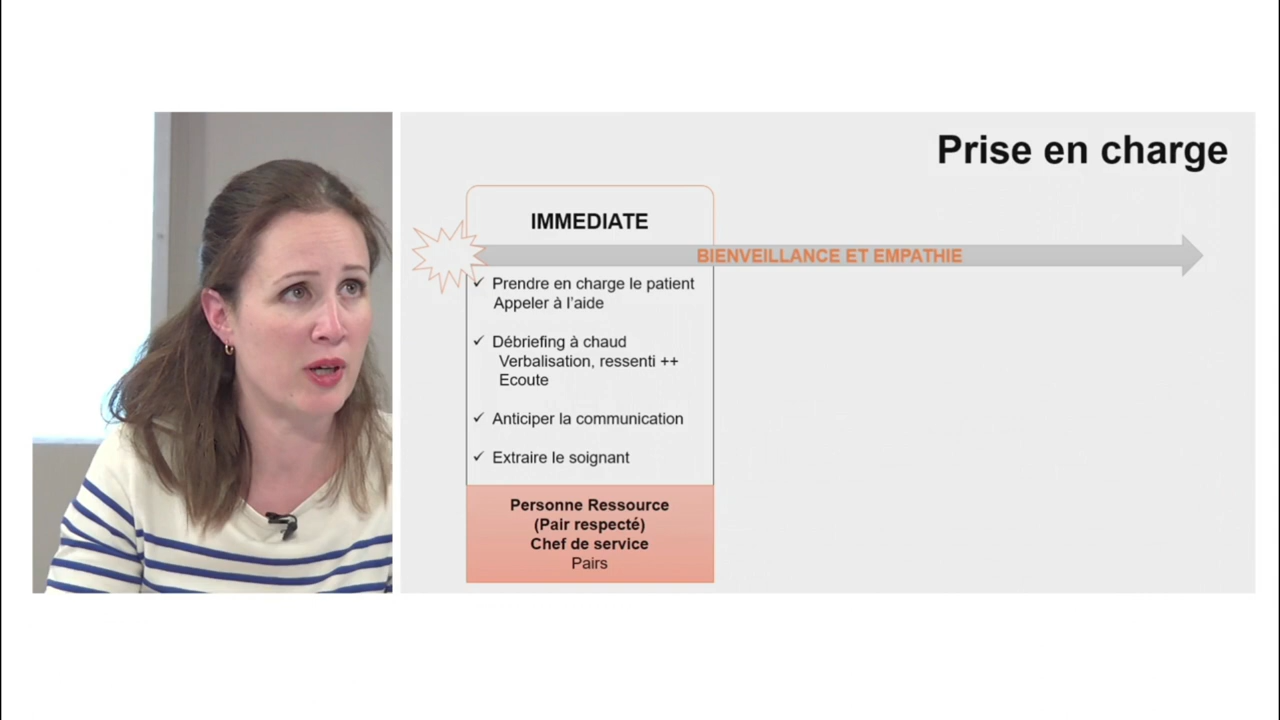 Prise en charge
IMMEDIATE
BIENVEILLANCE ET EMPATHIE
✓ Prendre en charge le patient
Appeler à l'aide
✓ Débriefing à chaud
Verbalisation, ressenti ++
Ecoute
✓ Anticiper la communication
✓ Extraire le soignant
Personne Ressource
(Pair respecté)
Chef de service
Pairs